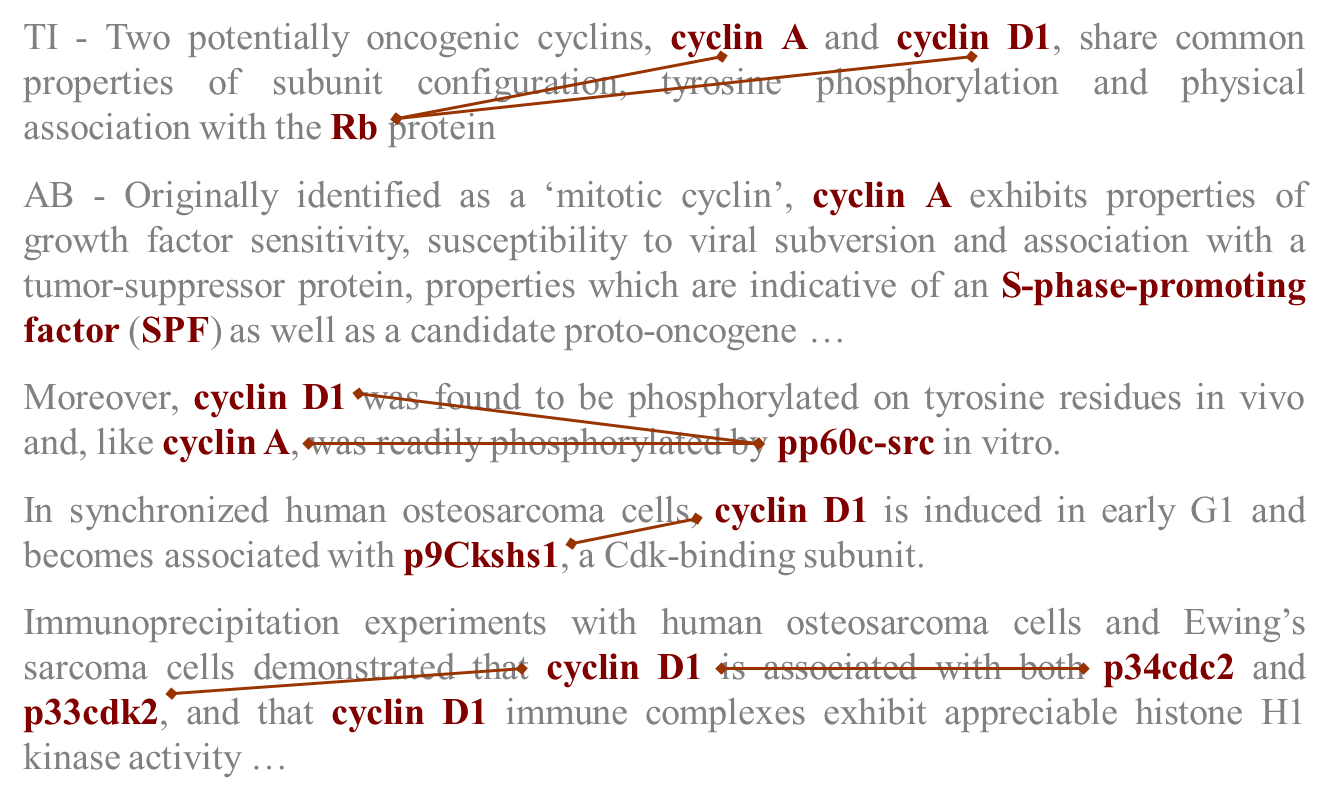 TI - Two potentially oncogenic cyclins, cyclin A and cyclin D1, share common
properties of subunit configuration, tyrosine phosphorylation and physical
association with the Rb protein
AB - Originally identified as a ‘mitotic cyclin’, cyclin A exhibits properties of
growth factor sensitivity, susceptibility to viral subversion and association with a
tumor-suppressor protein, properties which are indicative of an S-phase-promoting
factor (SPF) as well as a candidate proto-oncogene …
Moreover, cyclin D1 was found to be phosphorylated on tyrosine residues in vivo
and, like cyclin A, was readily phosphorylated by pp60c-src in vitro.
In synchronized human osteosarcoma cells, cyclin D1 is induced in early G1 and
becomes associated with p9Ckshs1, a Cdk-binding subunit.
Immunoprecipitation experiments with human osteosarcoma cells and Ewing’s
sarcoma cells demonstrated that cyclin D1 is associated with both p34cdc2 and
p33cdk2, and that cyclin D1 immune complexes exhibit appreciable histone H1
kinase activity …